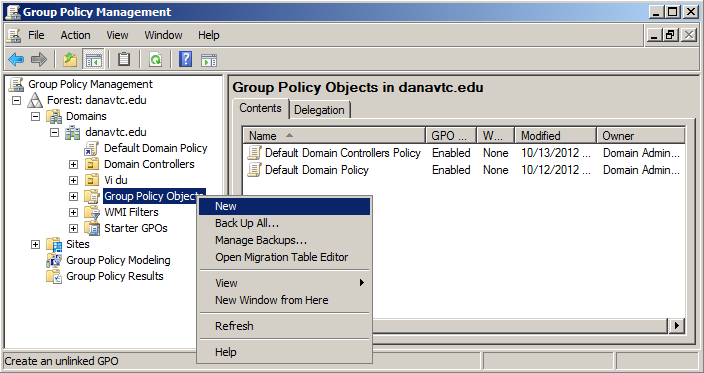 Group Policy Management
File Action View Window Help
Group Policy Management
Forest: danavtc.edu
Domains
danavtc.edu
Default Domain Policy
Domain Controllers
Vi du
Group Policy Objects
WMI Filters
Starter GPOs
Sites
Group Policy Modeling
Group Policy Results
Group Policy Objects in danavtc.edu
Contents Delegation
Name GPO ... W... Modified Owner
Default Domain Controllers Policy Enabled None 10/13/2012 ... Domain Admin...
Default Domain Policy Enabled None 10/12/2012 ... Domain Admin...
New
Back Up All...
Manage Backups...
Open Migration Table Editor
View
New Window from Here
Refresh
Help
Create an unlinked GPO